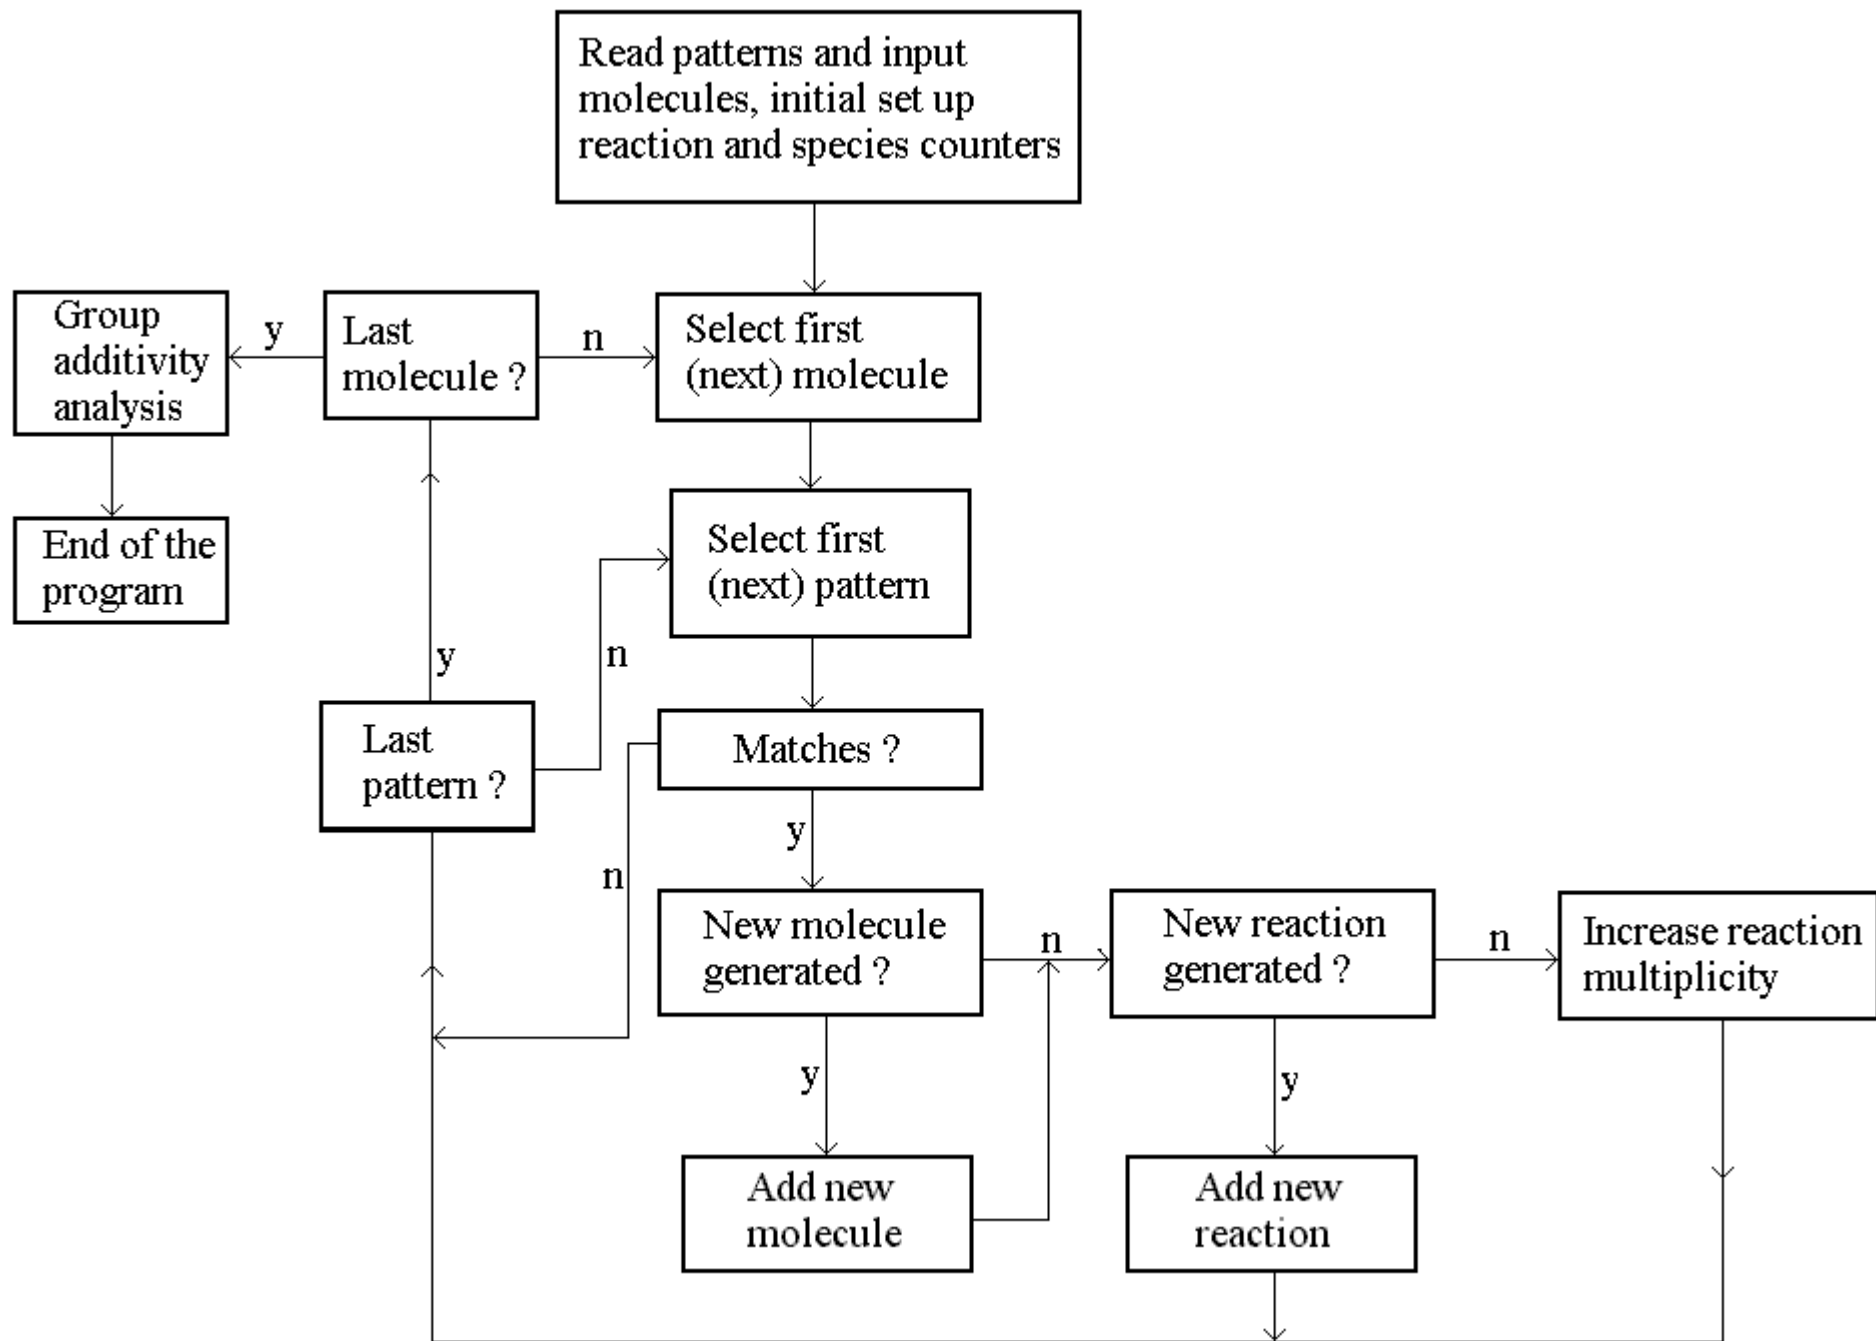 Read patterns and input
molecules, initial set up
reaction and species counters
Group
additivity
analysis
y
Last
molecule ?
n
Select first
(next) molecule
End of the
program
Select first
(next) pattern
y
n
Last
pattern ?
Matches ?
y
n
New molecule
generated ?
n
New reaction
generated ?
n
Increase reaction
multiplicity
y
y
Add new
molecule
Add new
reaction